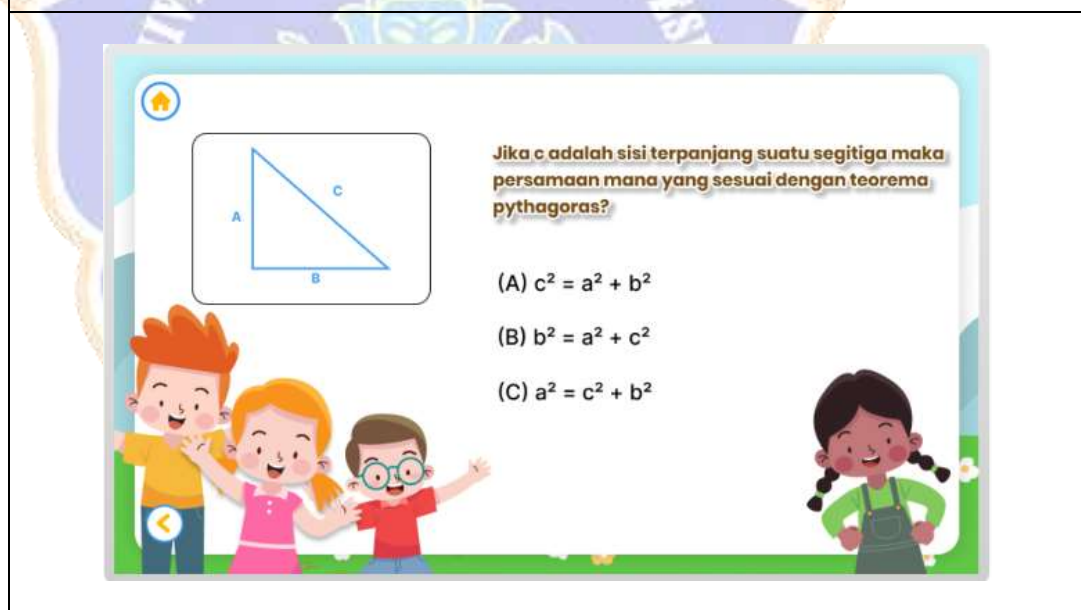 A
C
B
Jika c adalah sisi terpanjang suatu segitiga maka
persamaan mana yang sesuai dengan teorema
pythagoras?
(A) c² = a² + b²
(B) b² = a² + c²
(C) a² = c² + b²